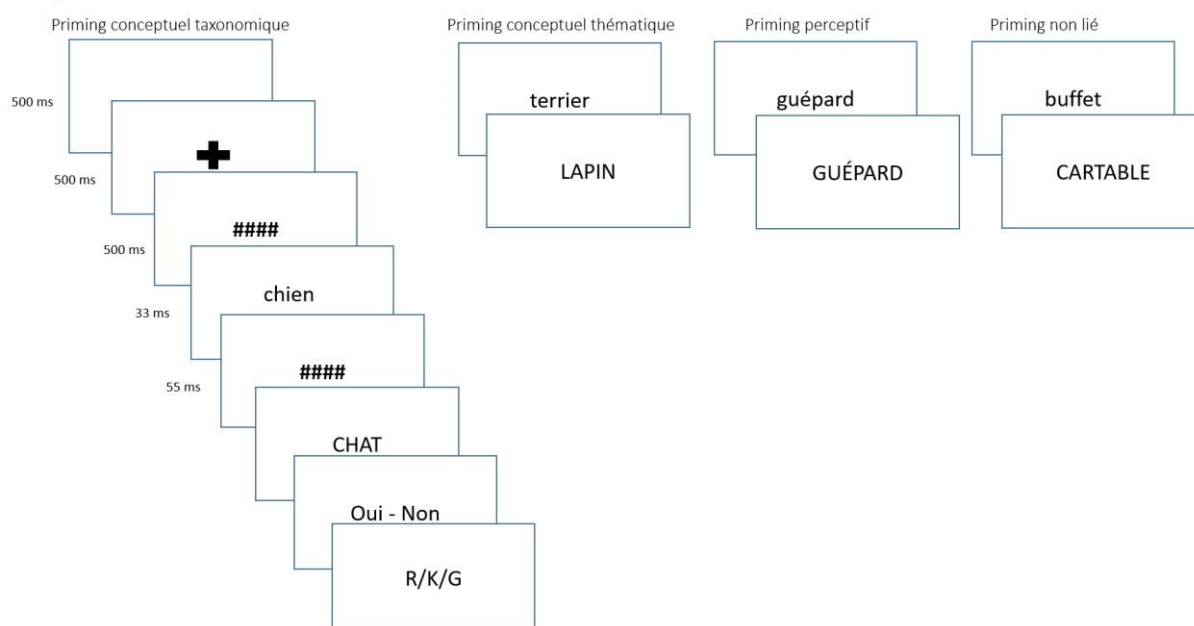 Priming conceptuel taxonomique
500 ms
500 ms
####
500 ms
chien
33 ms
####
55 ms
CHAT
Oui - Non
R/K/G
Priming conceptuel thématique
terrier
LAPIN
Priming perceptif
guépard
GUÉPARD
Priming non lié
buffet
CARTABLE